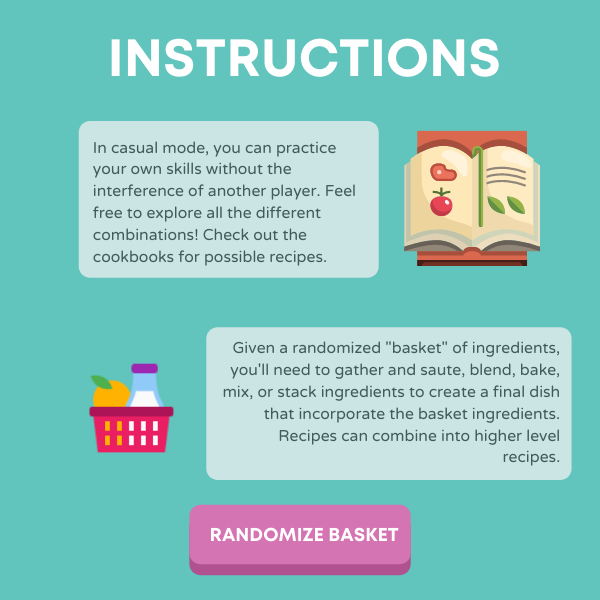 INSTRUCTIONS
In casual mode, you can practice
your own skills without the
interference of another player. Feel
free to explore all the different
combinations! Check out the
cookbooks for possible recipes.
Given a randomized "basket" of ingredients,
you'll need to gather and saute, blend, bake,
mix, or stack ingredients to create a final dish
that incorporate the basket ingredients.
Recipes can combine into higher level
recipes.
RANDOMIZE BASKET